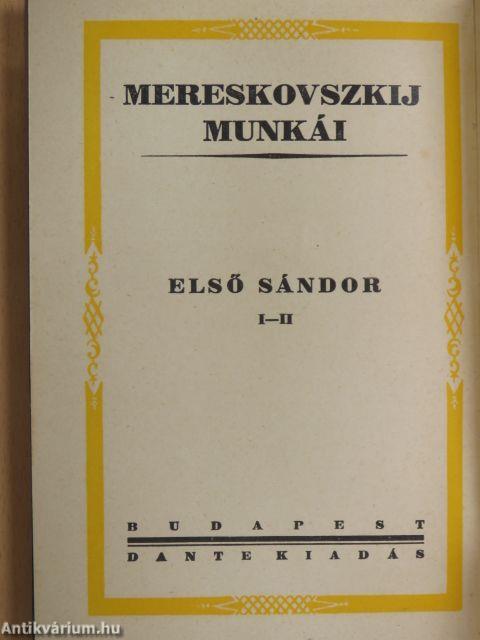 MERESKOVSZKIJ
MUNKÁI
ELSŐ SÁNDOR
I—II
BUDAPEST
DANTE KIADÁS
Antikvárium.hu